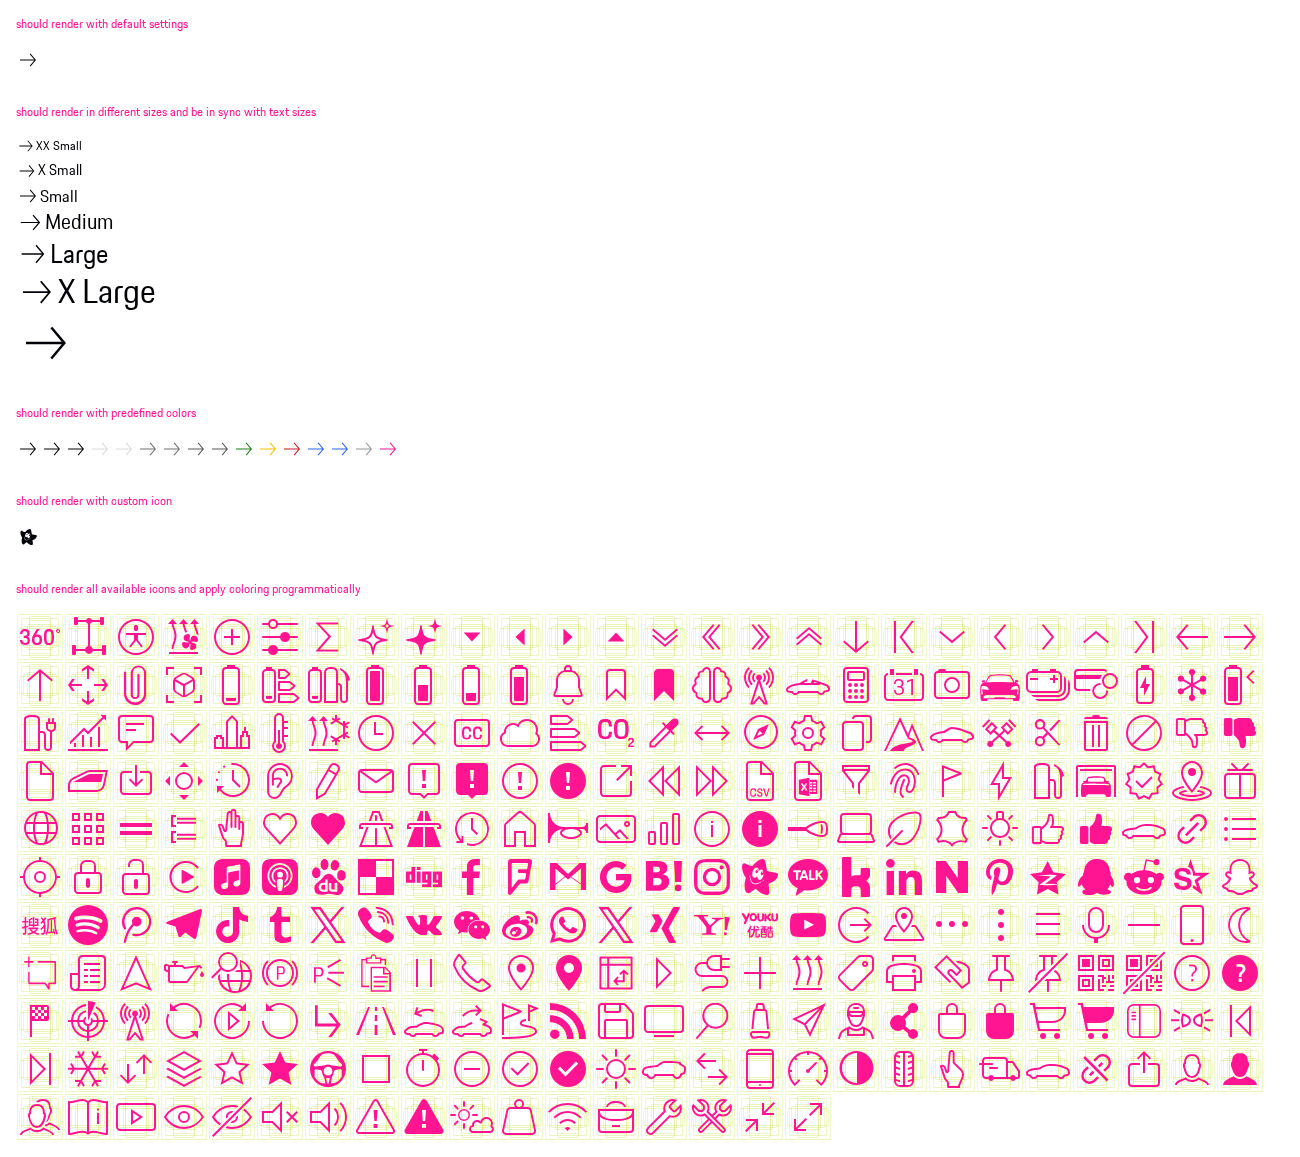 should render with default settings
should render in different sizes and be in sync with text sizes
XX Small
X Small
Small
Medium
Large
X Large
should render with predefined colors
should render with custom icon
should render all available icons and apply coloring programmatically
360°
31
CC
CO2
CSV
X
du
digg
B!
TALK
搜狐
Y!
YOUKU
优酷
P
P